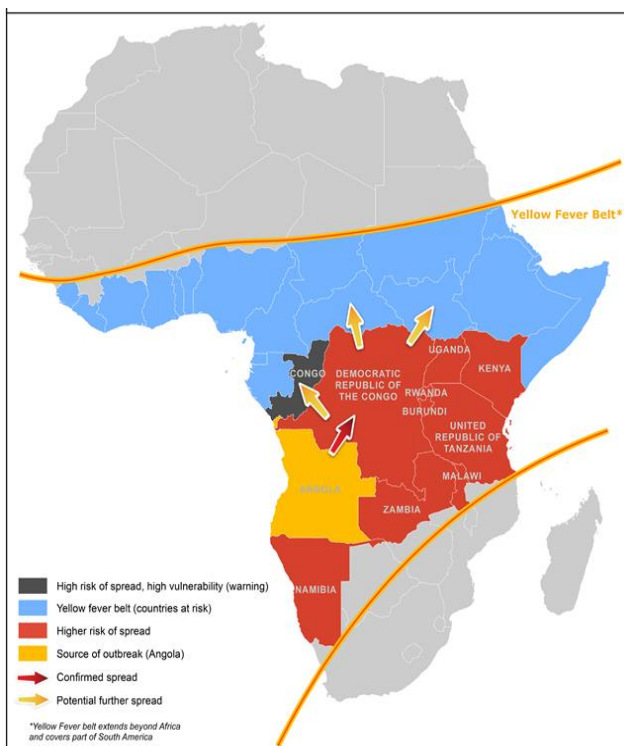 Yellow Fever Belt*
CONGO
DEMOCRATIC
REPUBLIC OF
THE CONGO
UGANDA
KENYA
RWANDA
BURUNDI
UNITED
REPUBLIC OF
TANZANIA
MALAWI
ANGOLA
ZAMBIA
NAMIBIA
High risk of spread, high vulnerability (warning)
Yellow fever belt (countries at risk)
Higher risk of spread
Source of outbreak (Angola)
Confirmed spread
Potential further spread
*Yellow Fever belt extends beyond Africa
and covers part of South America